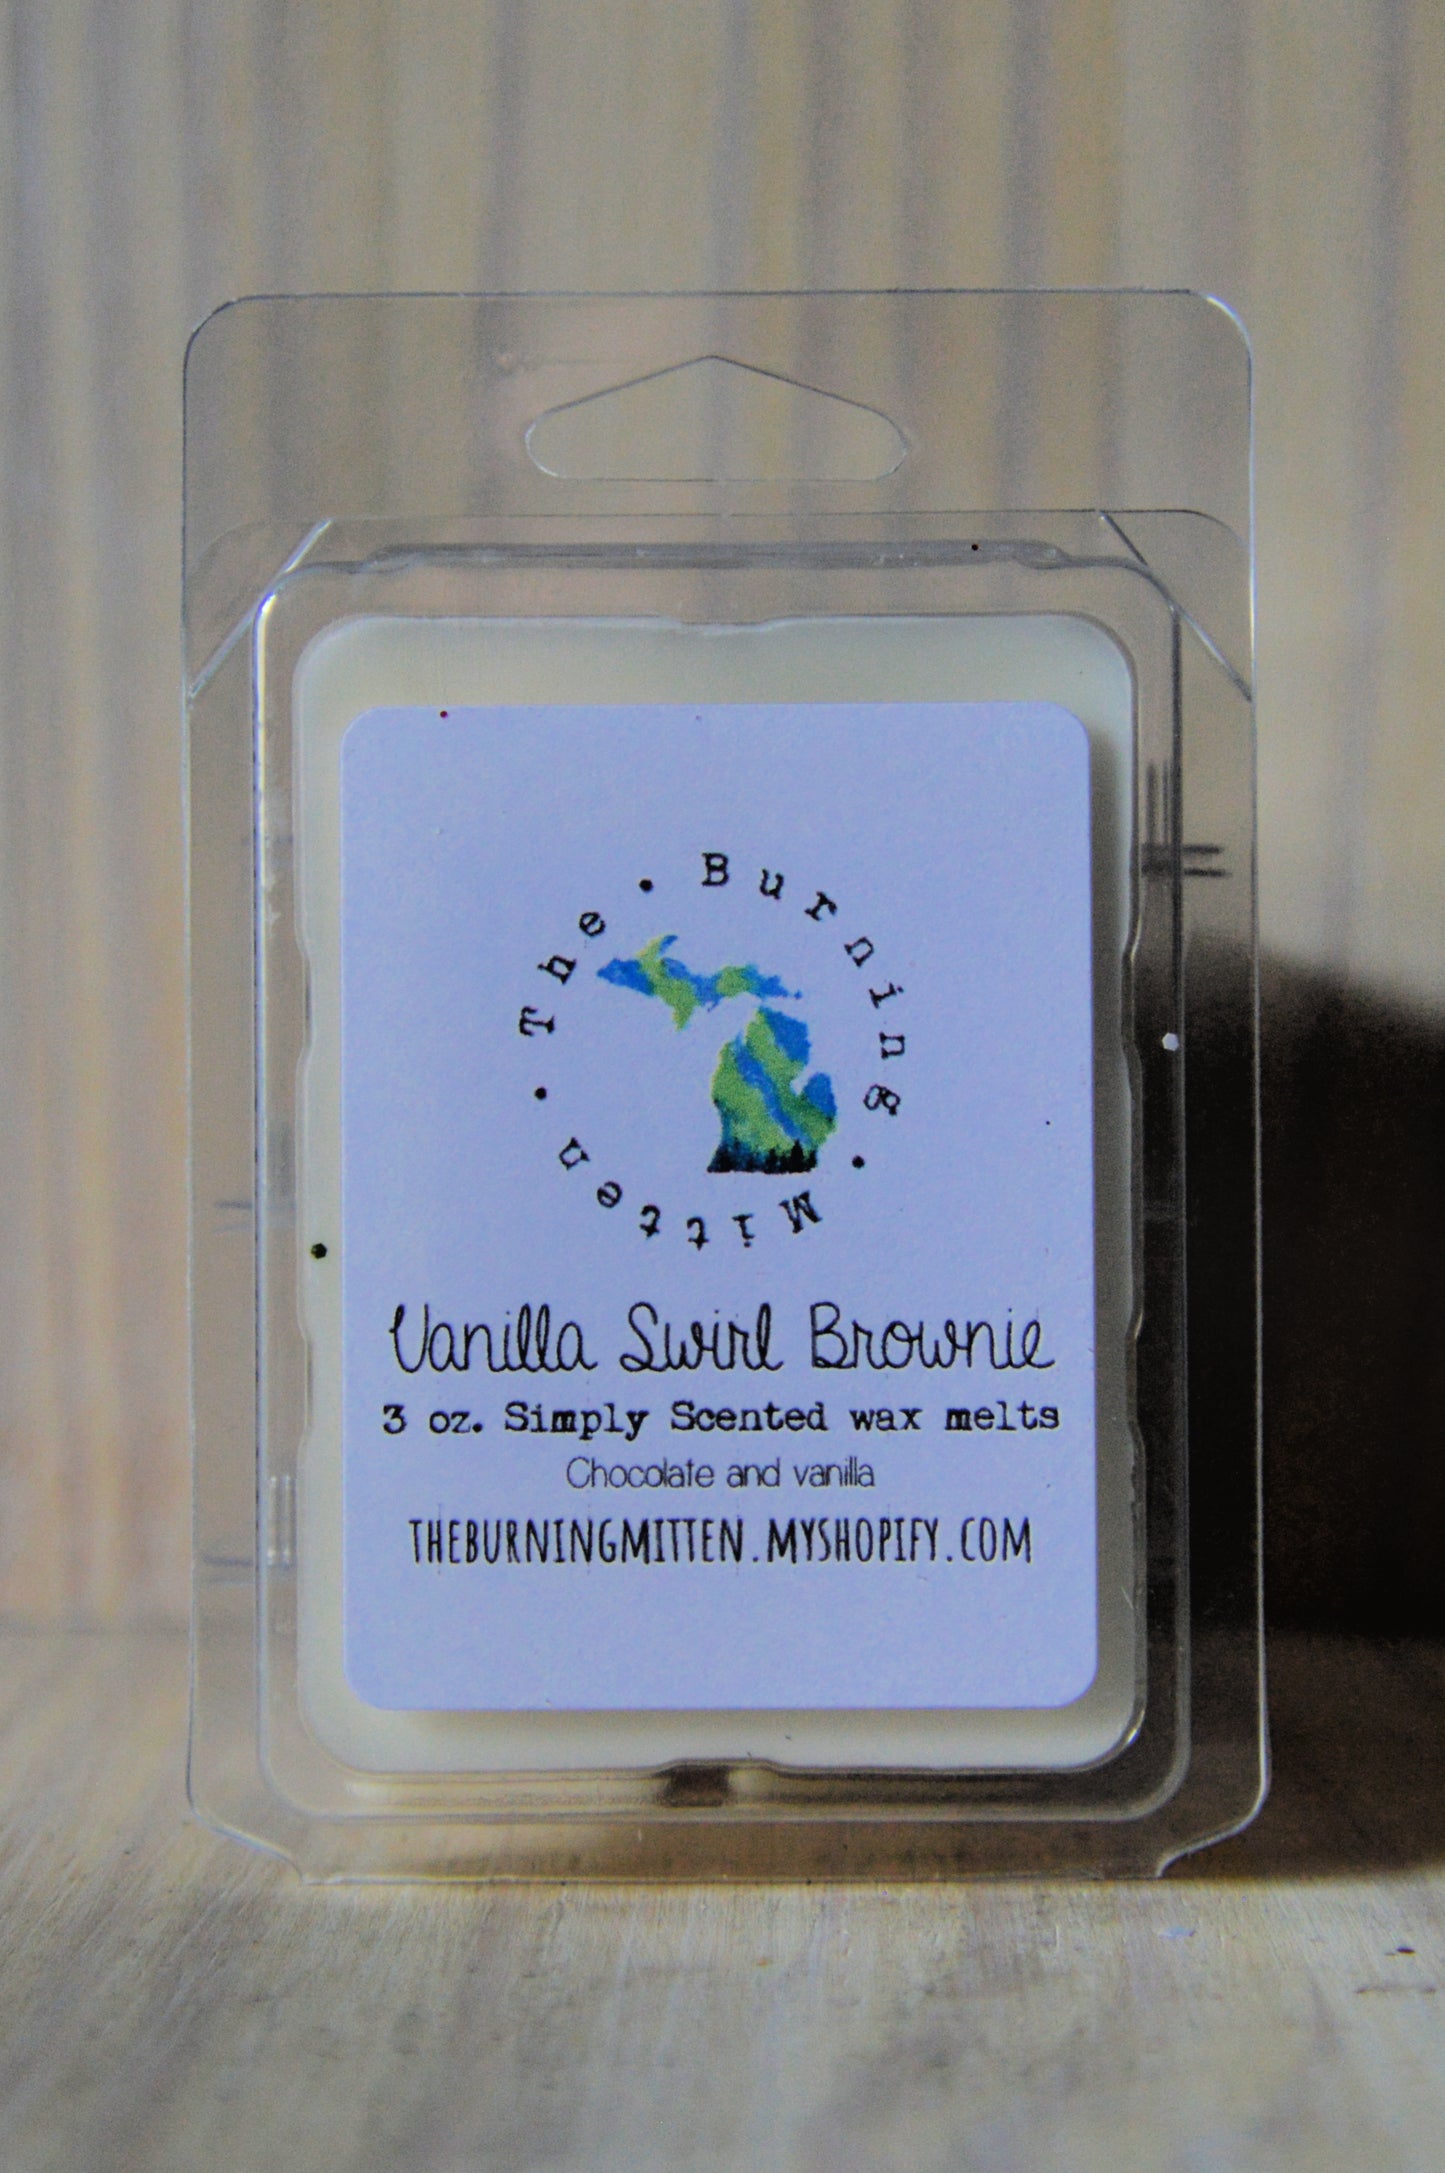 The • Burning • Mitten •
Vanilla Swirl Brownie
3 oz. Simply Scented wax melts
Chocolate and vanilla
THEBURNINGMITTEN.MYSHOPIFY.COM